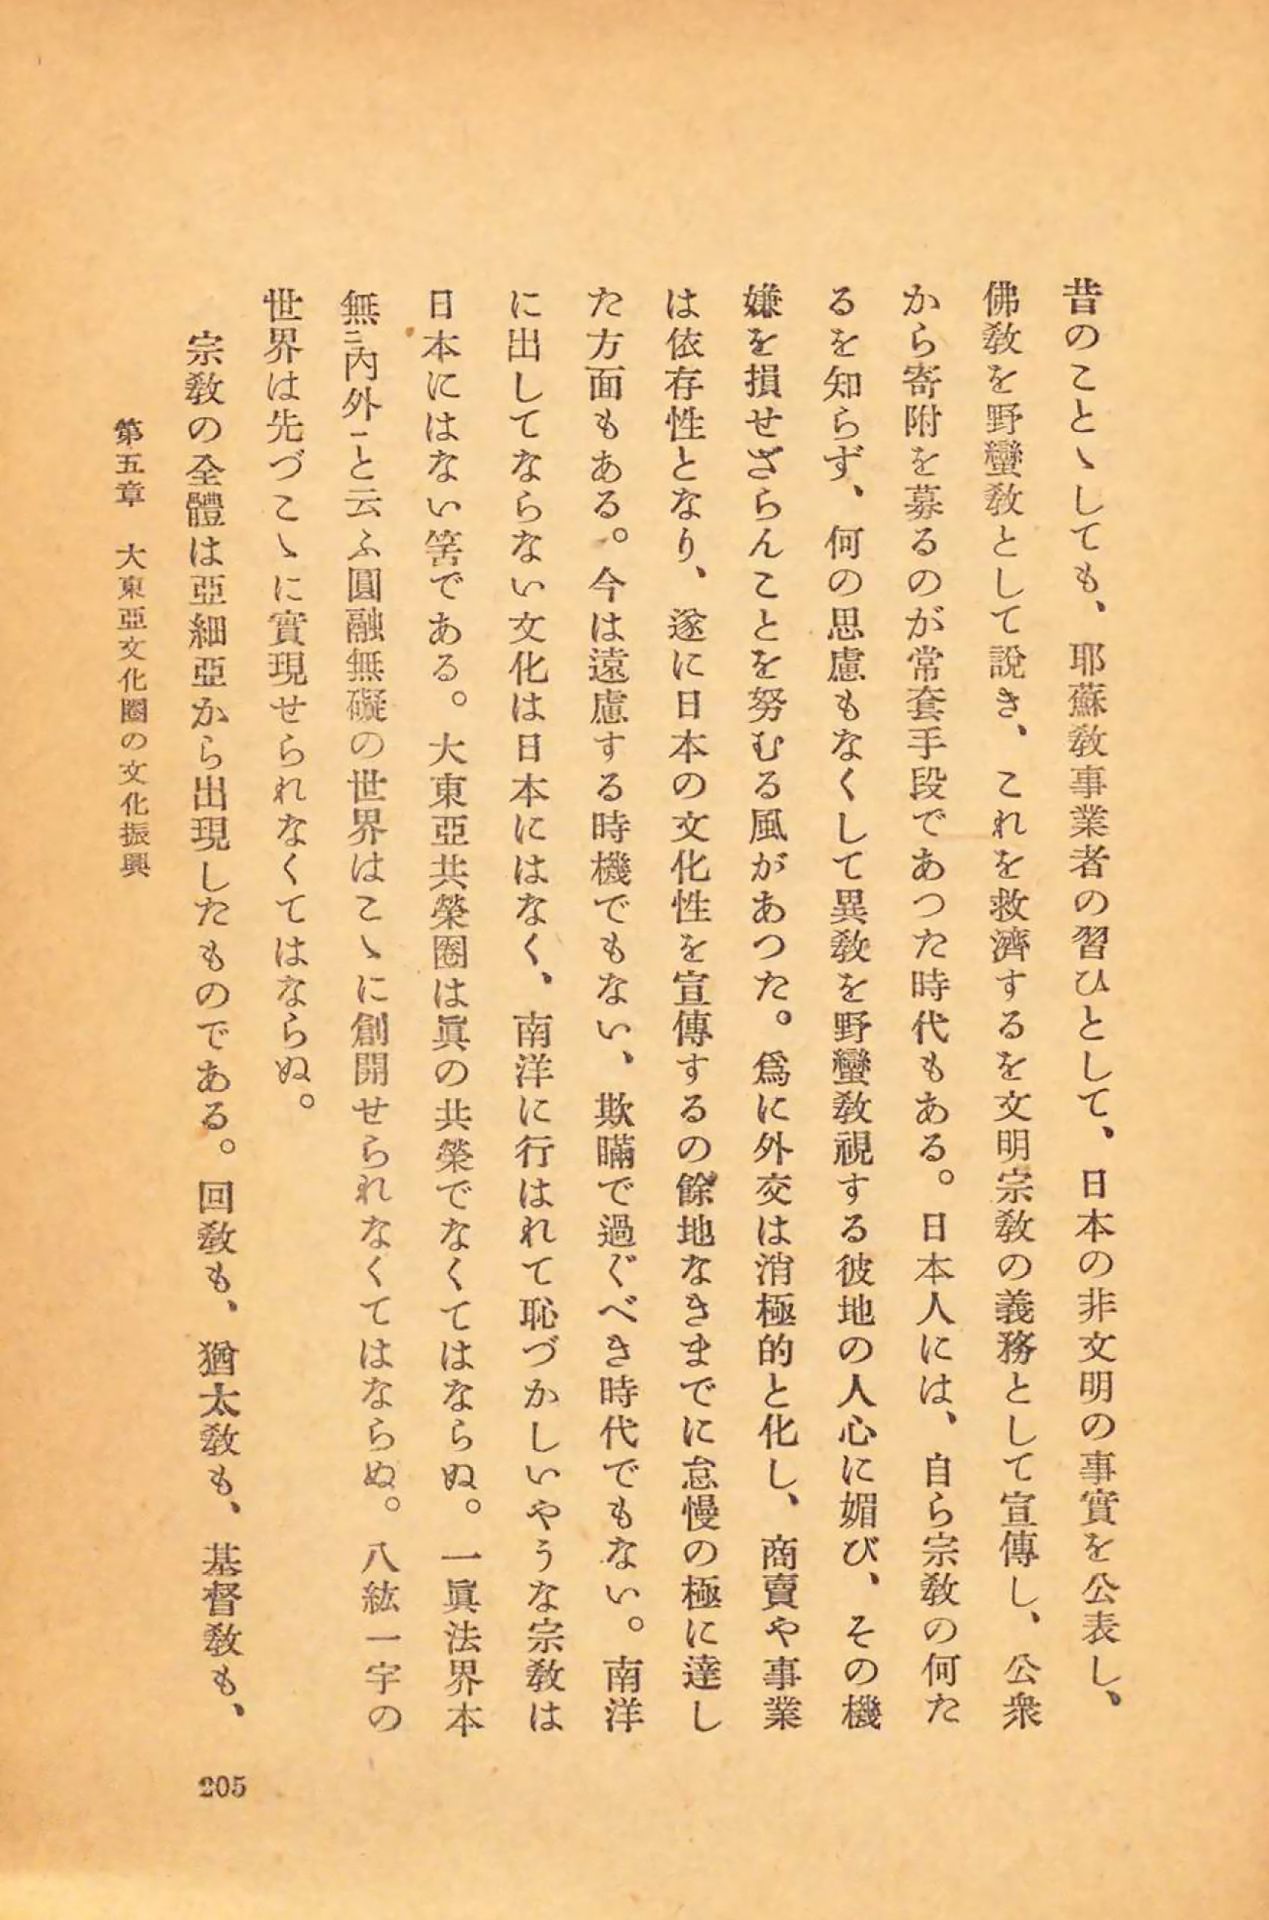 昔のことゝしても、耶蘇敎事業者の習ひとして、日本の非文明の事實を公表し、
佛敎を野蠻敎として說き、これを救濟するを文明宗敎の義務として宣傳し、公衆
から寄附を募るのが常套手段であつた時代もある。日本人には、自ら宗敎の何た
るを知らず、何の思慮もなくして異敎を野蠻敎視する彼地の人心に媚び、その機
嫌を損せざらんことを努むる風があつた。爲に外交は消極的と化し、商賣や事業
は依存性となり、遂に日本の文化性を宣傳するの餘地なきまでに怠慢の極に達し
た方面もある。今は遠慮する時機でもない、欺瞞で過ぐべき時代でもない。南洋
に出してならない文化は日本にはなく、南洋に行はれて恥づかしいやうな宗敎は
日本にはない筈である。大東亞共榮圈は眞の共榮でなくてはならぬ。一眞法界本
無㆓內外㆒と云ふ圓融無礙の世界はこゝに創開せられなくてはならぬ。八紘一宇の
世界は先づこゝに實現せられなくてはならぬ。
宗敎の全體は亞細亞から出現したものである。回敎も、猶太敎も、基督敎も、
第五章 大東亞文化圈の文化振興
205